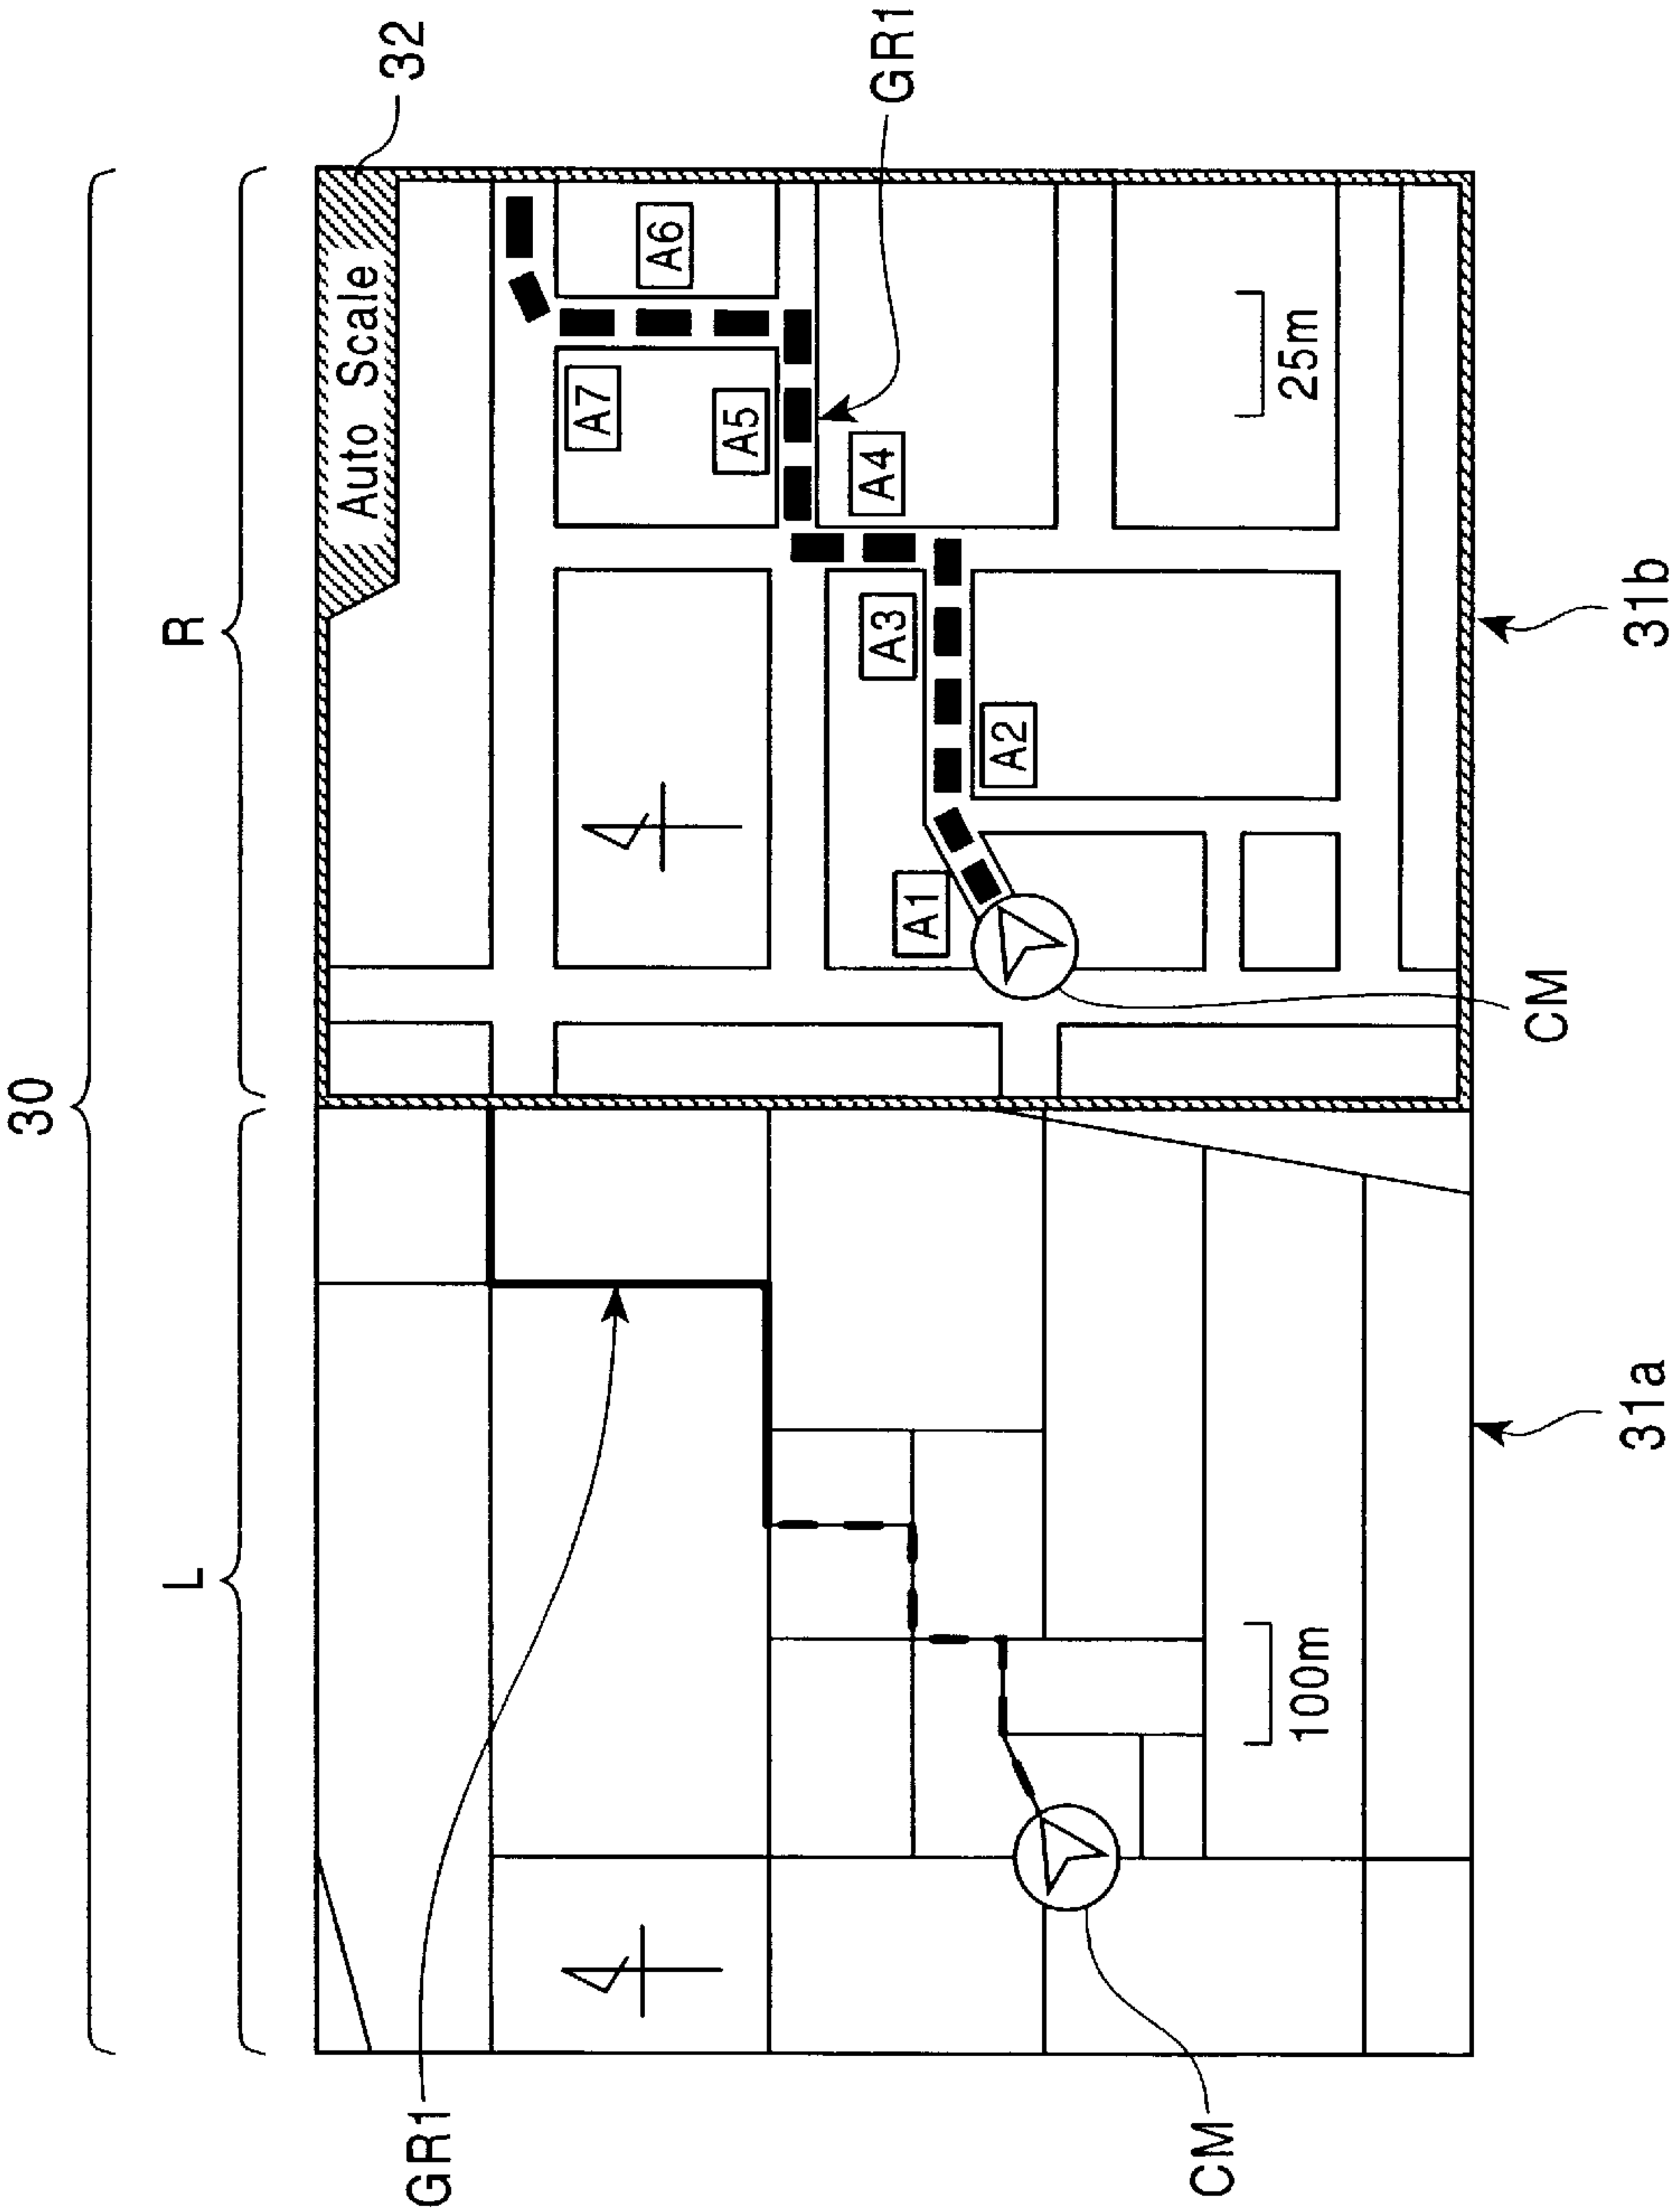 30
L
R
Auto Scale
32
GR1
GR1
A7
A6
A5
A4
A3
A1
A2
100m
25m
CM
CM
31a
31b